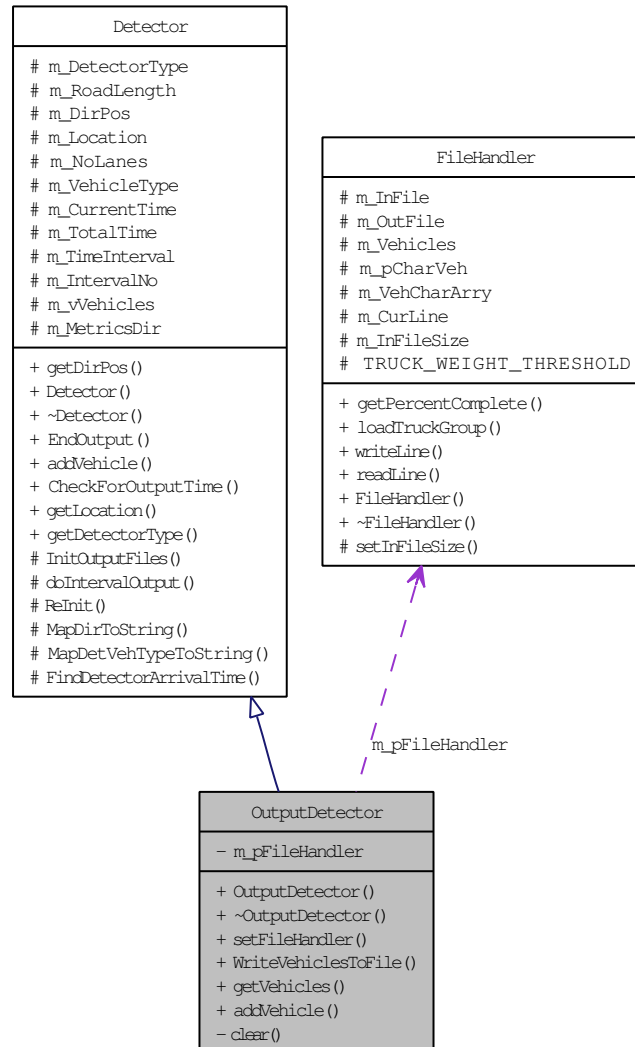 Detector
# m_DetectorType
# m_RoadLength
# m_DirPos
# m_Location
# m_NoLanes
# m_VehicleType
# m_CurrentTime
# m_TotalTime
# m_TimeInterval
# m_IntervalNo
# m_vVehicles
# m_MetricsDir
+ getDirPos()
+ Detector()
+ ~Detector()
+ EndOutput()
+ addVehicle()
+ CheckForOutputTime()
+ getLocation()
+ getDetectorType()
# InitOutputFiles()
# doIntervalOutput()
# ReInit()
# MapDirToString()
# MapDetVehTypeToString()
# FindDetectorArrivalTime()
FileHandler
# m_InFile
# m_OutFile
# m_Vehicles
# m_pCharVeh
# m_VehCharArry
# m_CurLine
# m_InFileSize
# TRUCK_WEIGHT_THRESHOLD
+ getPercentComplete()
+ loadTruckGroup()
+ writeLine()
+ readLine()
+ FileHandler()
+ ~FileHandler()
# setInFileSize()
m_pFileHandler
OutputDetector
- m_pFileHandler
+ OutputDetector()
+ ~OutputDetector()
+ setFileHandler()
+ WriteVehiclesToFile()
+ getVehicles()
+ addVehicle()
- clear()